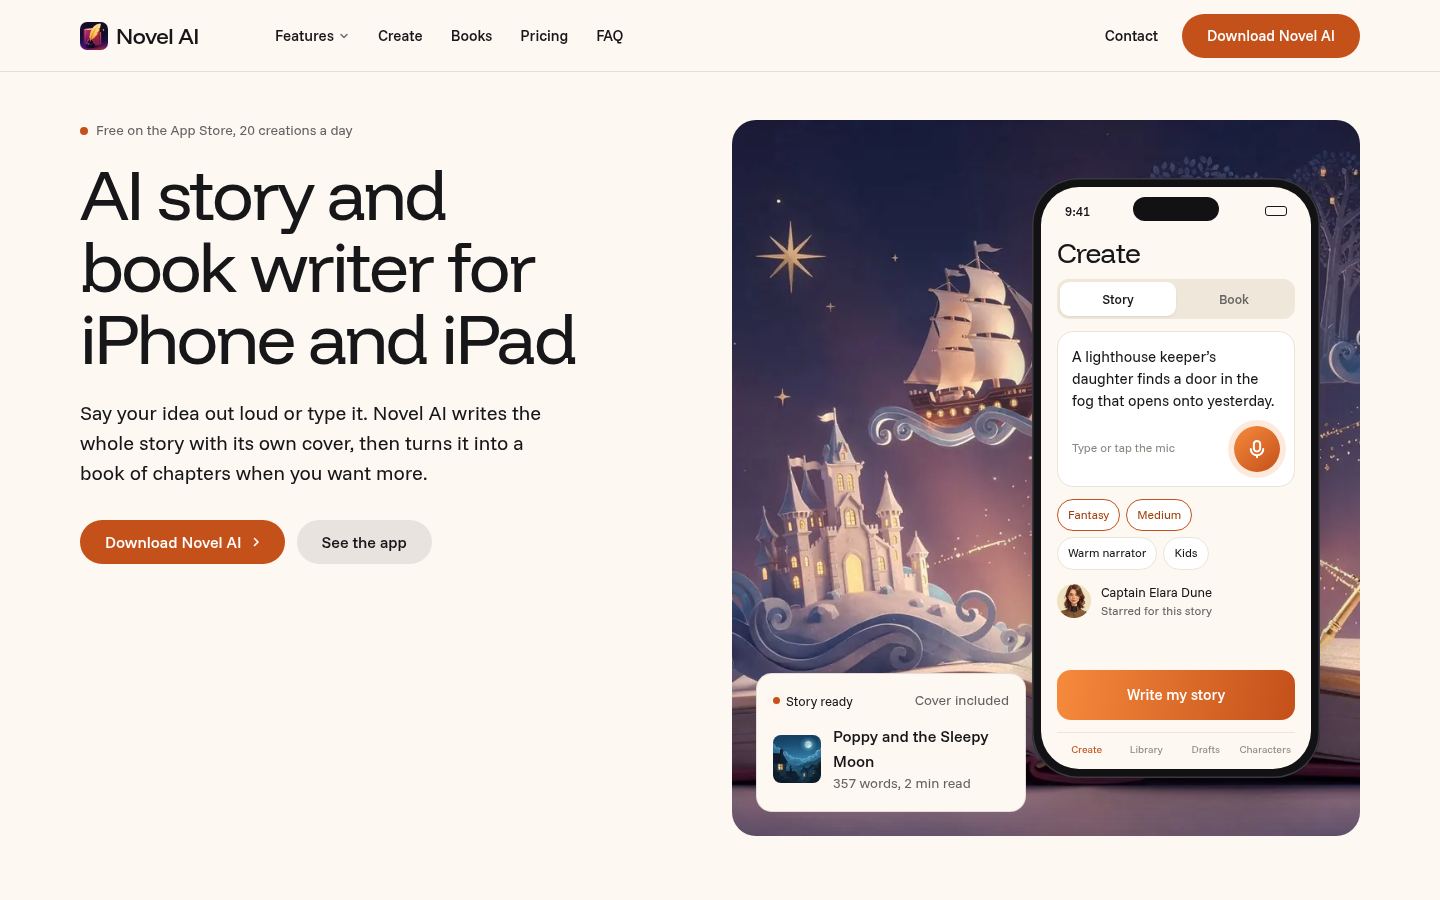 Novel AI
Features
Create
Books
Pricing
FAQ
Contact
Download Novel AI
Free on the App Store, 20 creations a day
AI story and
book writer for
iPhone and iPad
Say your idea out loud or type it. Novel AI writes the
whole story with its own cover, then turns it into a
book of chapters when you want more.
Download Novel AI
See the app
9:41
Create
Story
Book
A lighthouse keeper’s
daughter finds a door in the
fog that opens onto yesterday.
Type or tap the mic
Fantasy
Medium
Warm narrator
Kids
Captain Elara Dune
Starred for this story
Write my story
Create
Library
Drafts
Characters
Story ready
Cover included
Poppy and the Sleepy
Moon
357 words, 2 min read